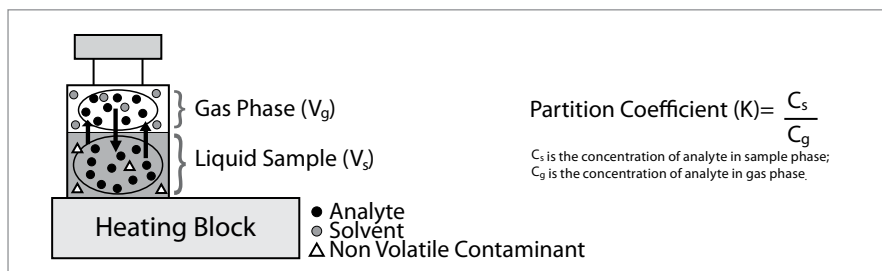 Gas Phase (Vg)
Liquid Sample (Vs)
Heating Block
Analyte
Solvent
Non Volatile Contaminant
Partition Coefficient (K)= Cs
Cg
Cs is the concentration of analyte in sample phase;
Cg is the concentration of analyte in gas phase.